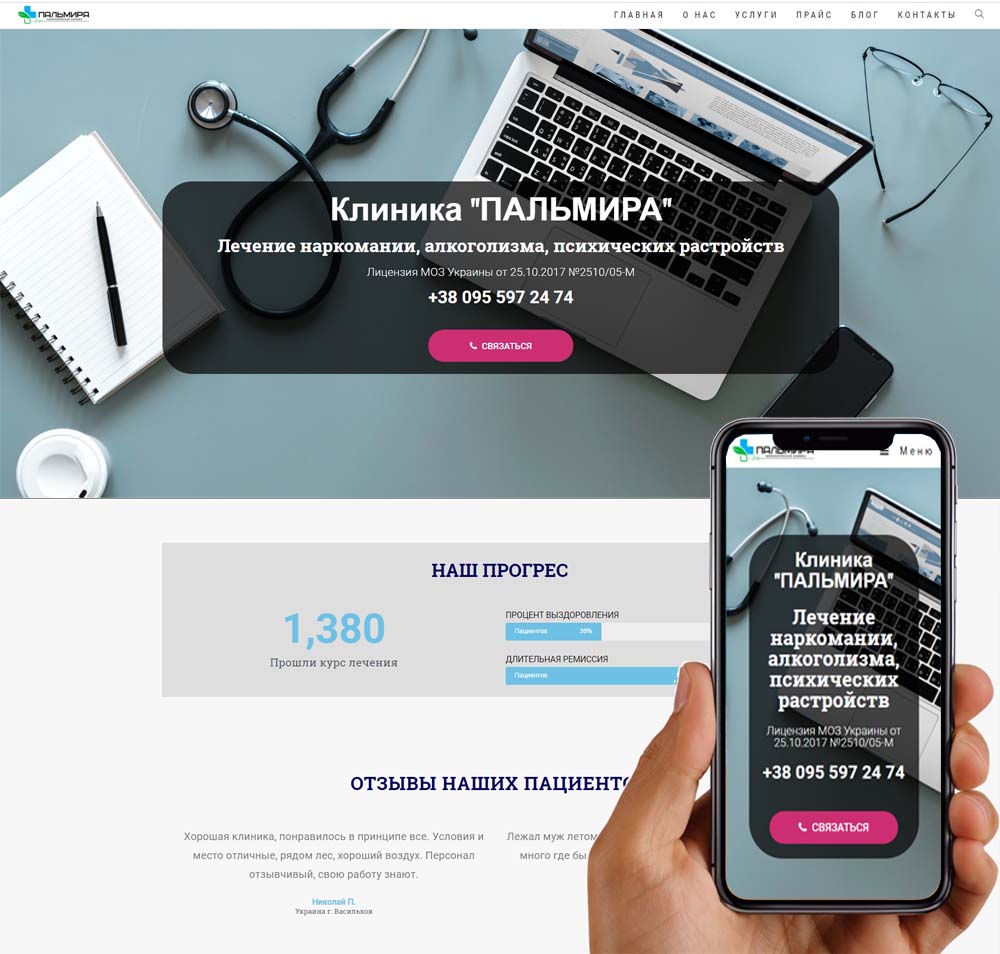 ПАЛЬМИРА
ГЛАВНАЯ О НАС УСЛУГИ ПРАЙС БЛОГ КОНТАКТЫ
Клиника "ПАЛЬМИРА"
Лечение наркомании, алкоголизма, психических растройств
Лицензия МОЗ Украины от 25.10.2017 №2510/05-М
+38 095 597 24 74
СВЯЗАТЬСЯ
НАШ ПРОГРЕС
1,380
Прошли курс лечения
ПРОЦЕНТ ВЫЗДОРОВЛЕНИЯ
Пациентов 30%
ДЛИТЕЛЬНАЯ РЕМИССИЯ
Пациентов
ОТЗЫВЫ НАШИХ ПАЦИЕНТО
Хорошая клиника, понравилось в принципе все. Условия и
место отличные, рядом лес, хороший воздух. Персонал
отзывчивый, свою работу знают.
Николай П.
Украина г. Васильков
Лежал муж летом
много где бы
ПАЛЬМИРА
Меню
Клиника
"ПАЛЬМИРА"
Лечение
наркомании,
алкоголизма,
психических
растройств
Лицензия МОЗ Украины от
25.10.2017 №2510/05-М
+38 095 597 24 74
СВЯЗАТЬСЯ